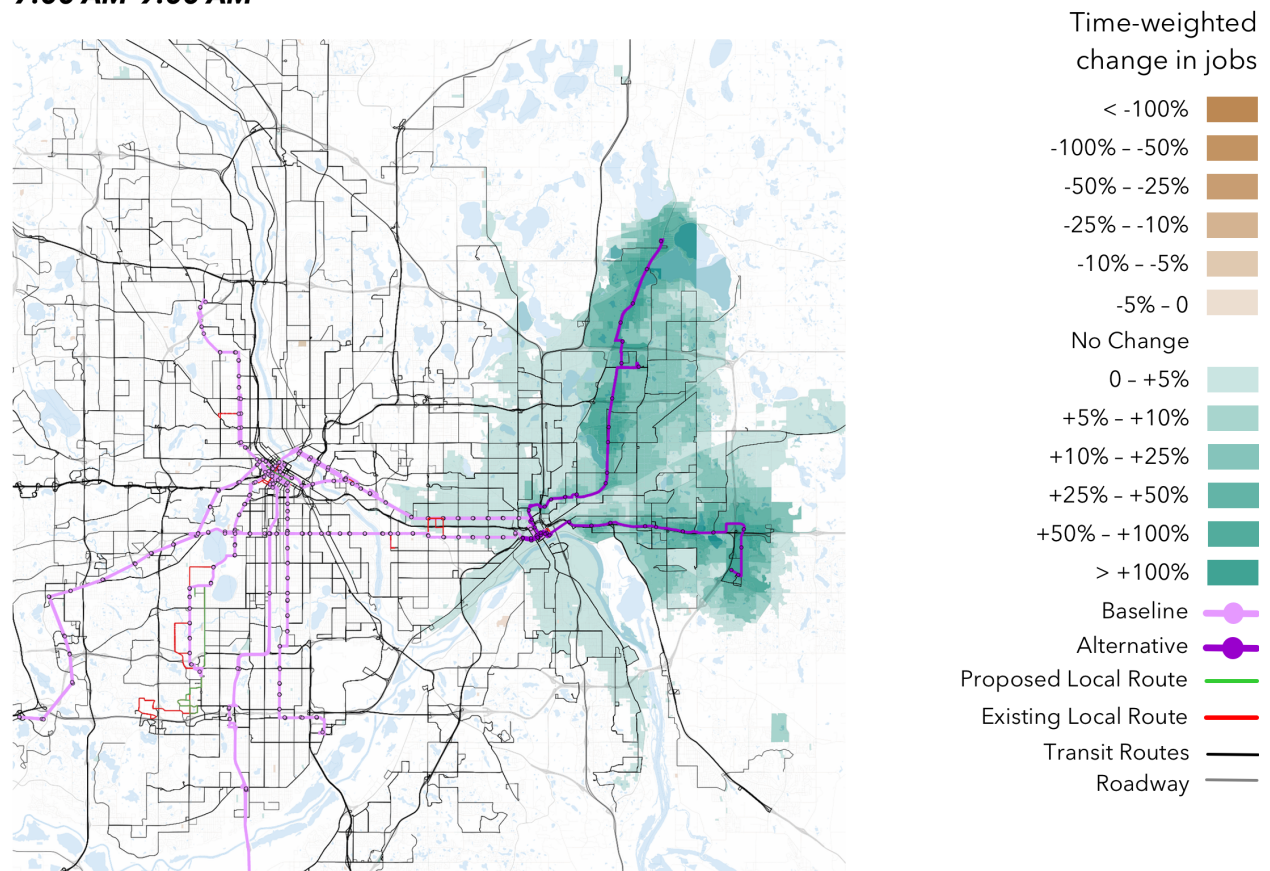 Time-weighted
change in jobs
< -100%
-100% – -50%
-50% – -25%
-25% – -10%
-10% – -5%
-5% – 0
No Change
0 – +5%
+5% – +10%
+10% – +25%
+25% – +50%
+50% – +100%
> +100%
Baseline
Alternative
Proposed Local Route
Existing Local Route
Transit Routes
Roadway